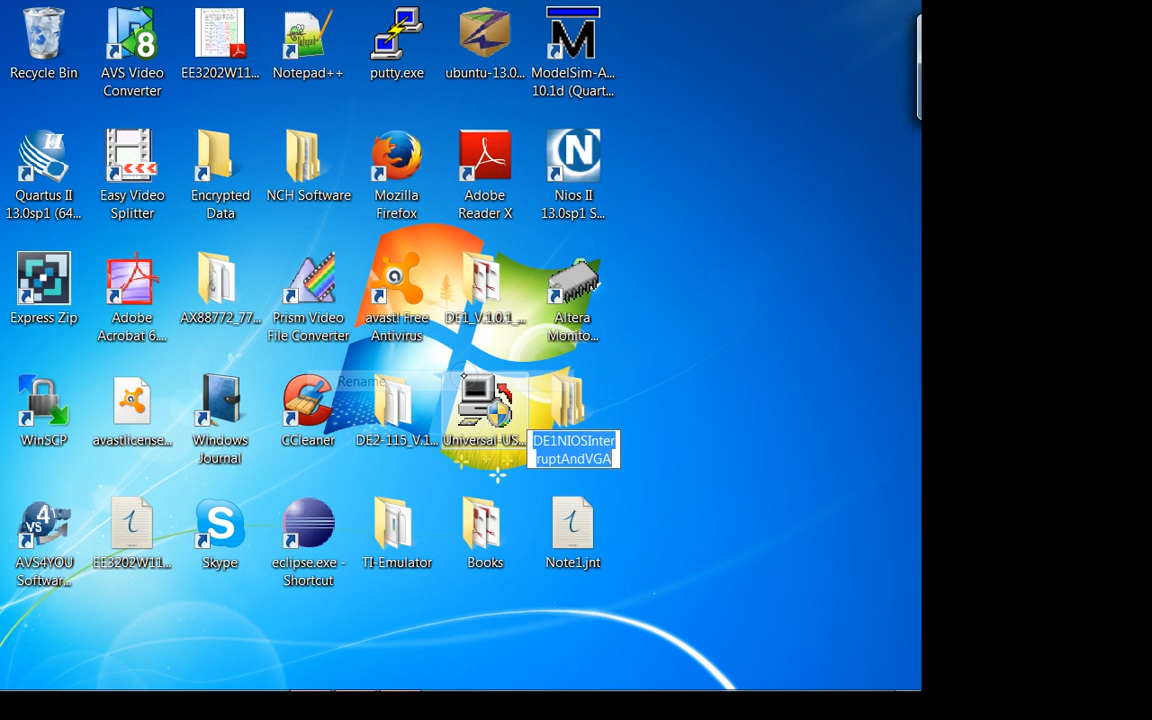 Recycle Bin
AVS Video
Converter
EE3202W11...
Notepad++
putty.exe
ubuntu-13.0...
ModelSim-A...
10.1d (Quart...
Quartus II
13.0sp1 (64...
Easy Video
Splitter
Encrypted
Data
NCH Software
Mozilla
Firefox
Adobe
Reader X
Nios II
13.0sp1 S...
Express Zip
Adobe
Acrobat 6....
AX88772_77...
Prism Video
File Converter
avast! Free
Antivirus
DE1_V.1.0.1_...
Altera
Monito...
Rename
WinSCP
avastlicense...
Windows
Journal
CCleaner
DE2-115_V.1...
Universal-US...
DE1NIOSInter
ruptAndVGA
AVS4YOU
Softwar...
EE3202W11...
Skype
eclipse.exe -
Shortcut
TI-Emulator
Books
Note1.jnt